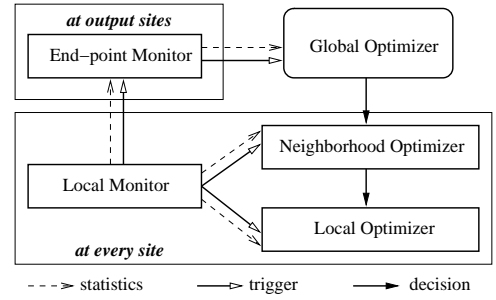 at output sites
End−point Monitor
Global Optimizer
Neighborhood Optimizer
Local Monitor
Local Optimizer
at every site
statistics
trigger
decision